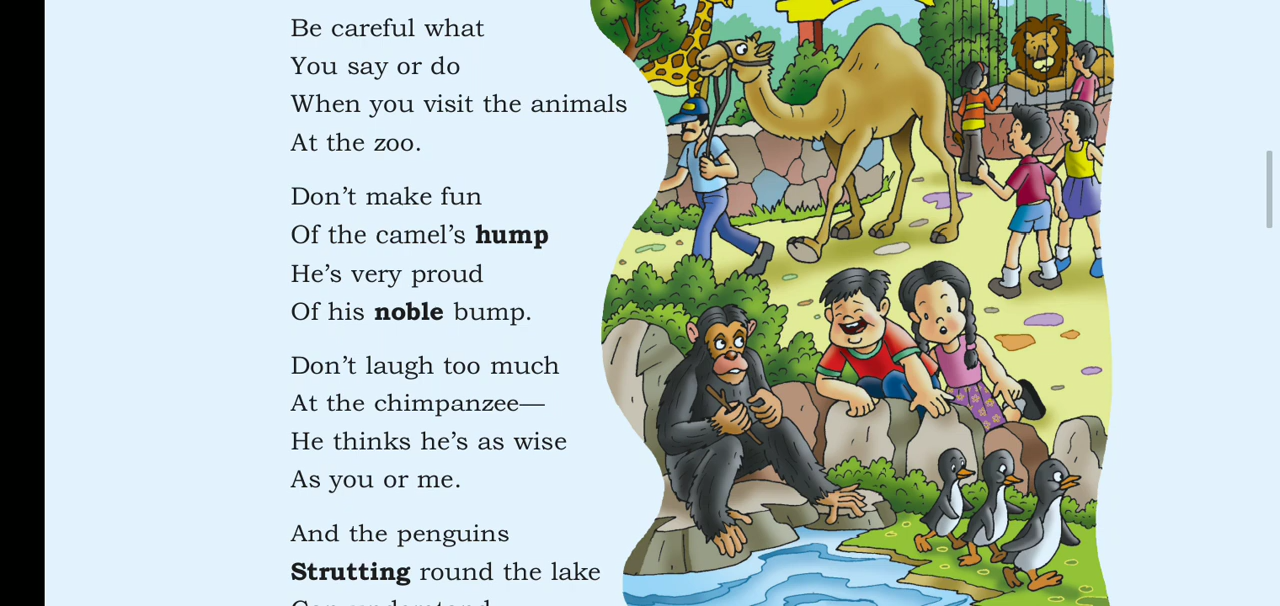 Be careful what
You say or do
When you visit the animals
At the zoo.
Don’t make fun
Of the camel’s hump
He’s very proud
Of his noble bump.
Don’t laugh too much
At the chimpanzee—
He thinks he’s as wise
As you or me.
And the penguins
Strutting round the lake
Can understand